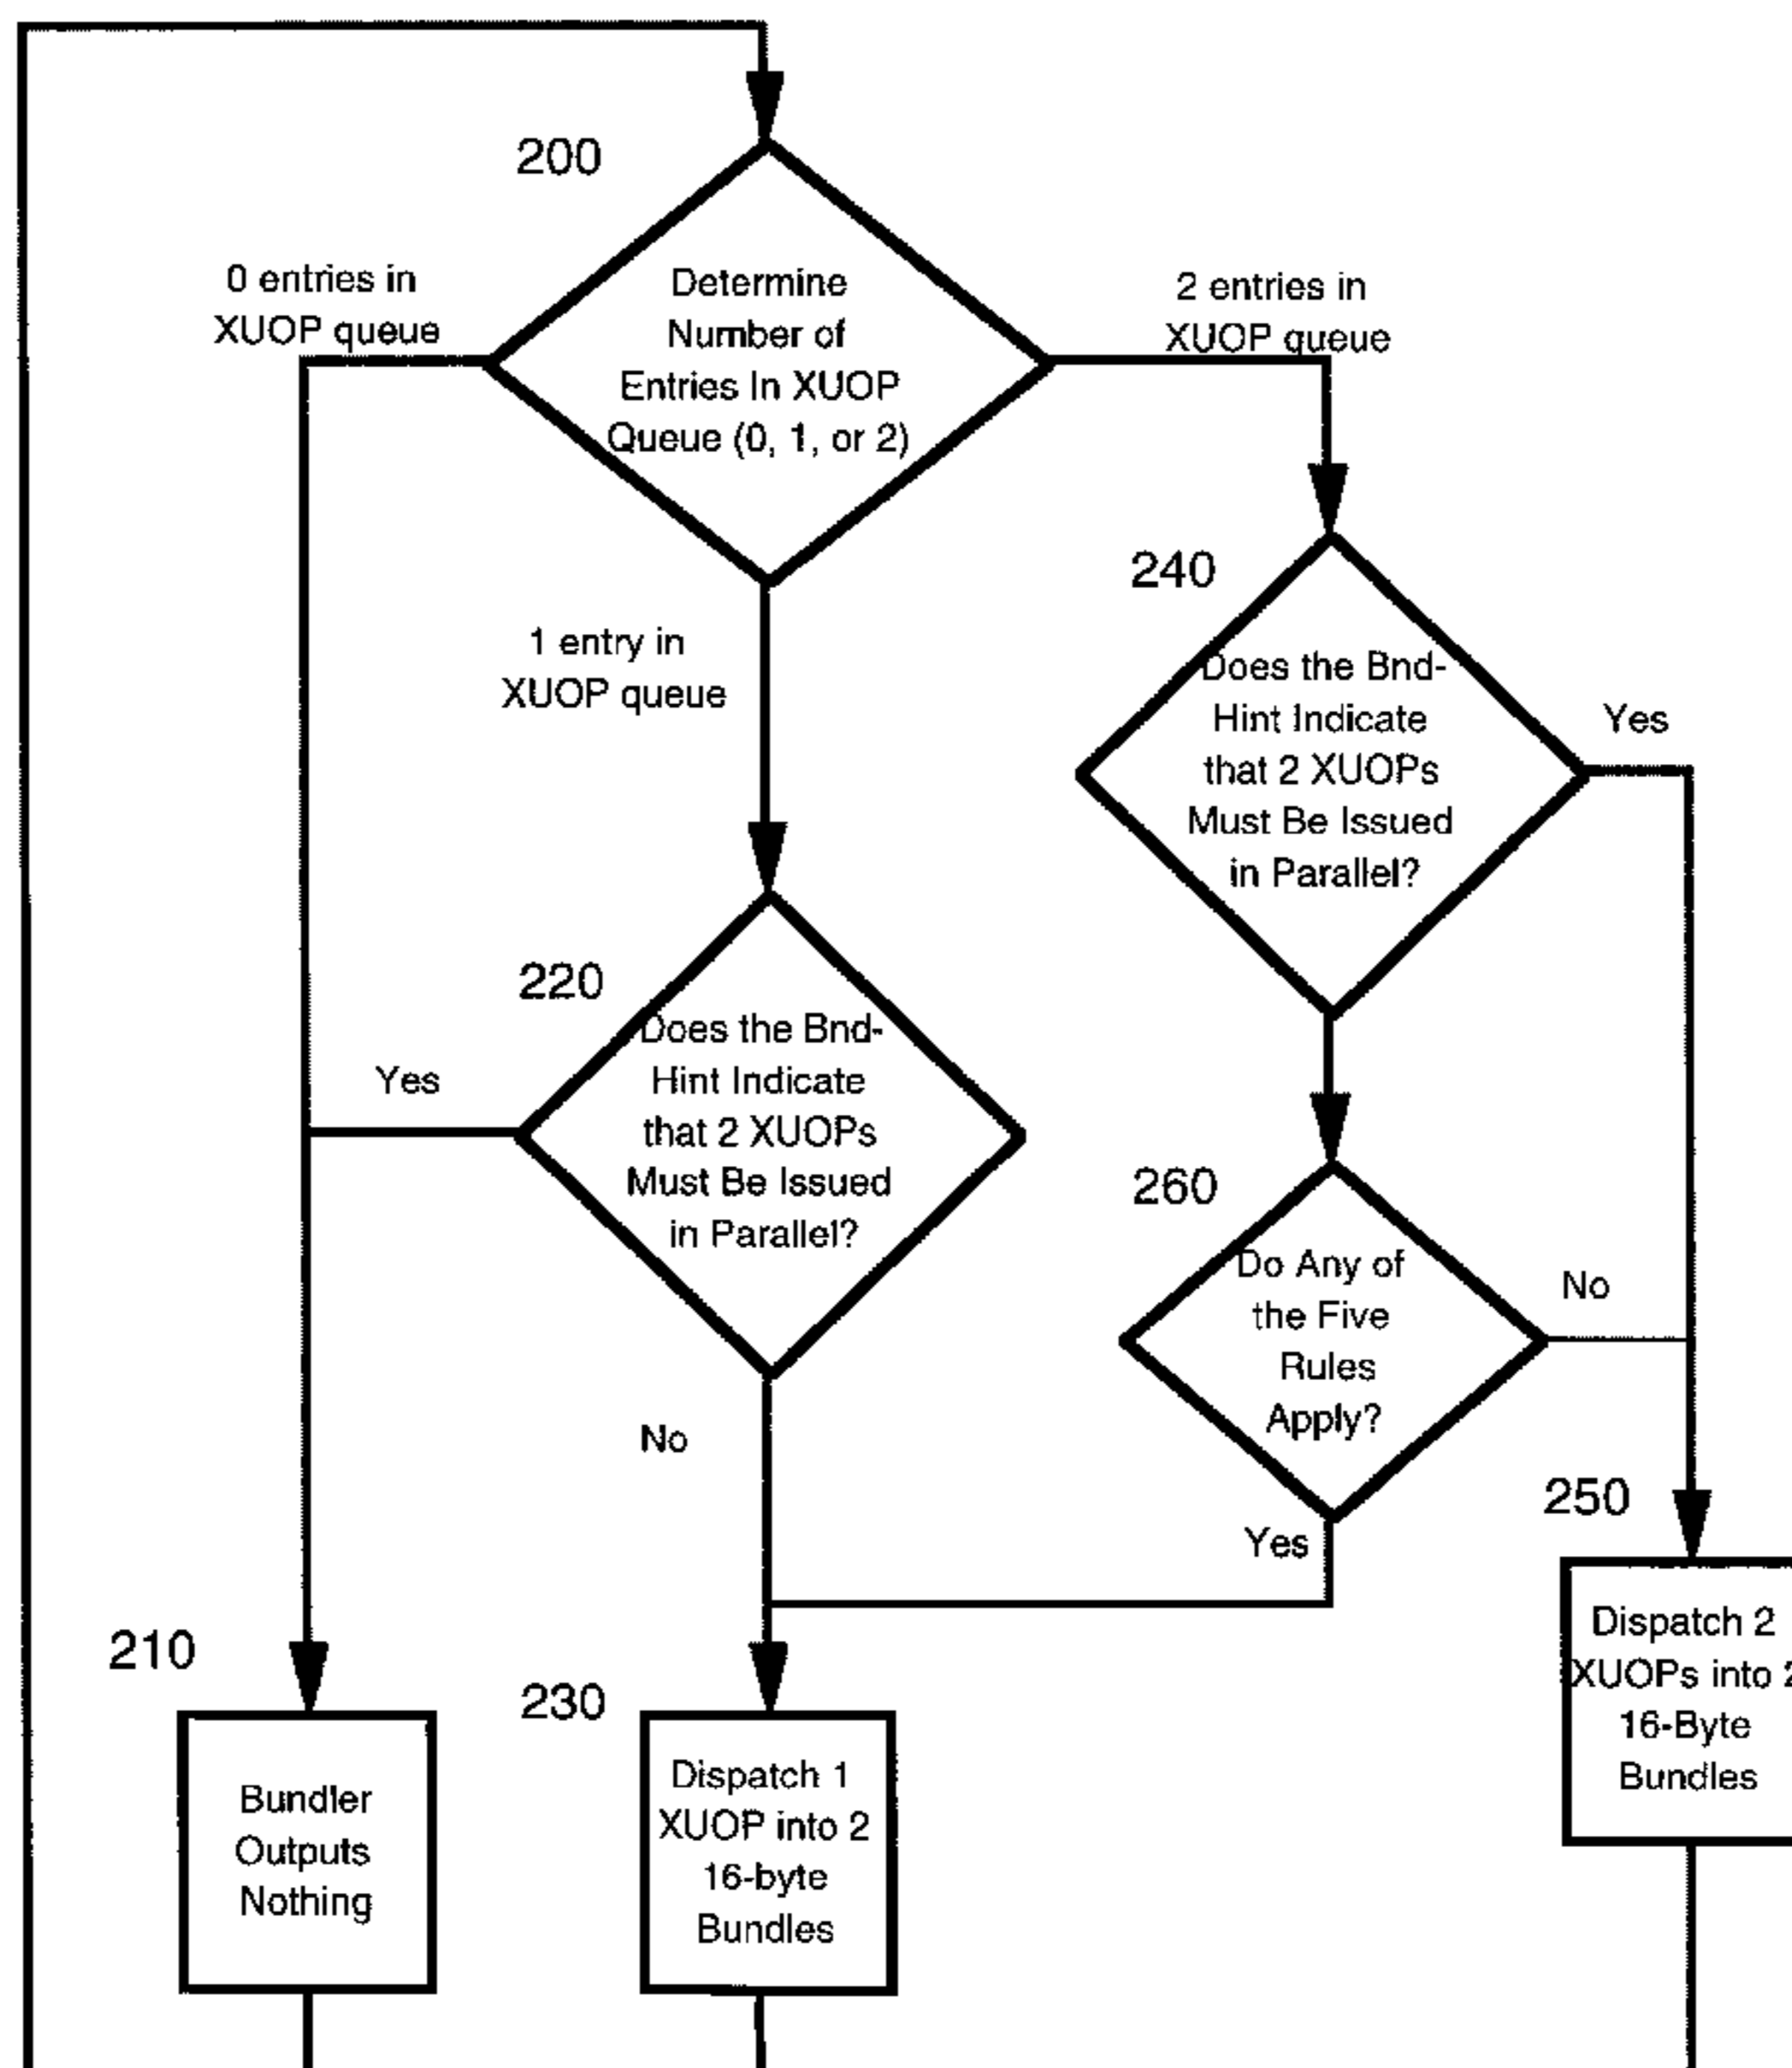 200
Determine
Number of
Entries In XUOP
Queue (0, 1, or 2)
0 entries in
XUOP queue
2 entries in
XUOP queue
1 entry in
XUOP queue
240
Does the Bnd-
Hint Indicate
that 2 XUOPs
Must Be Issued
in Parallel?
Yes
220
Does the Bnd-
Hint Indicate
that 2 XUOPs
Must Be Issued
in Parallel?
Yes
No
260
Do Any of
the Five
Rules
Apply?
No
Yes
250
Dispatch 2
XUOPs into 2
16-Byte
Bundles
210
Bundler
Outputs
Nothing
230
Dispatch 1
XUOP into 2
16-byte
Bundles